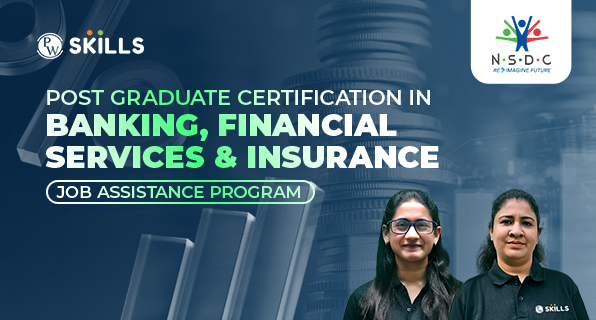 PW SKILLS
N·S·D·C
RE IMAGINE FUTURE
POST GRADUATE CERTIFICATION IN
BANKING, FINANCIAL
SERVICES & INSURANCE
JOB ASSISTANCE PROGRAM
SKILLS